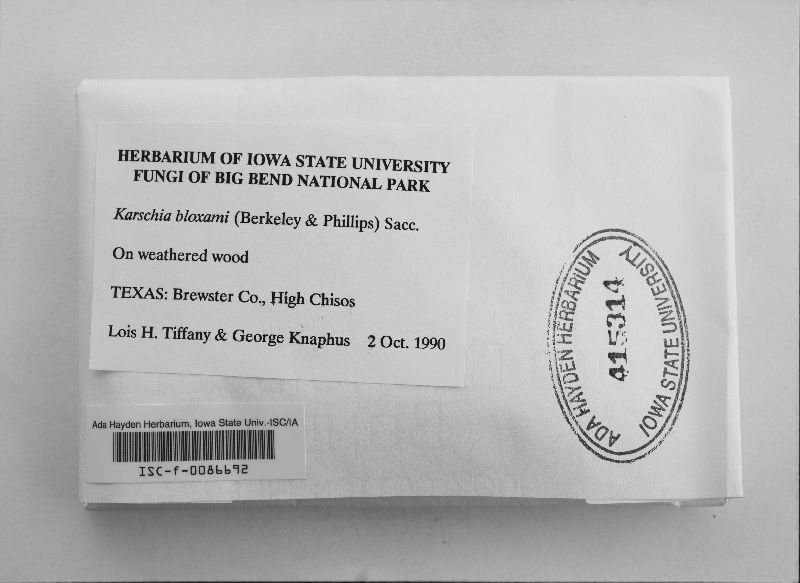 HERBARIUM OF IOWA STATE UNIVERSITY
FUNGI OF BIG BEND NATIONAL PARK
Karschia bloxami (Berkeley & Phillips) Sacc.
On weathered wood
TEXAS: Brewster Co., High Chisos
Lois H. Tiffany & George Knaphus 2 Oct. 1990
Ada Hayden Herbarium, Iowa State Univ.-ISC/IA
ISC-f-0086692
ADA HAYDEN HERBARIUM
415314
IOWA STATE UNIVERSITY